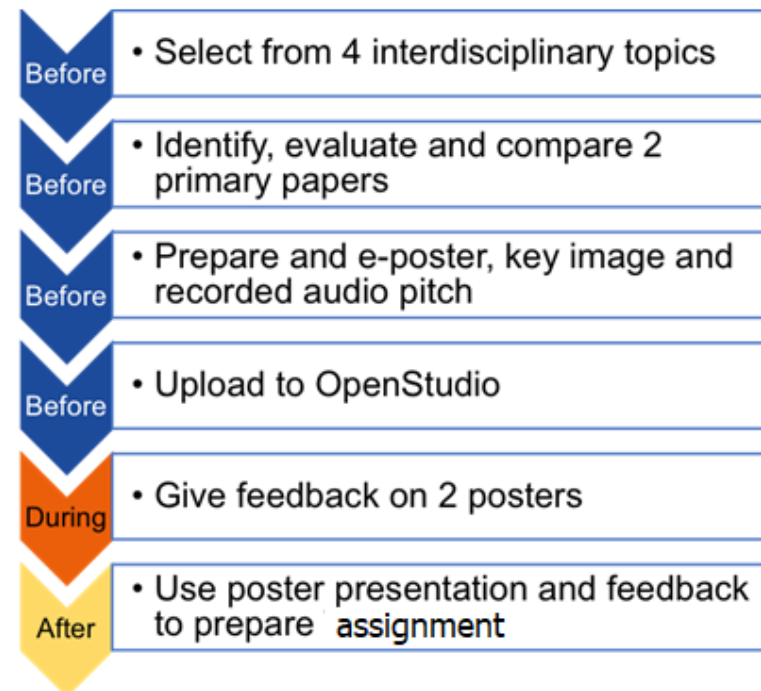 Before
• Select from 4 interdisciplinary topics
Before
• Identify, evaluate and compare 2
primary papers
Before
• Prepare and e-poster, key image and
recorded audio pitch
Before
• Upload to OpenStudio
During
• Give feedback on 2 posters
After
• Use poster presentation and feedback
to prepare assignment